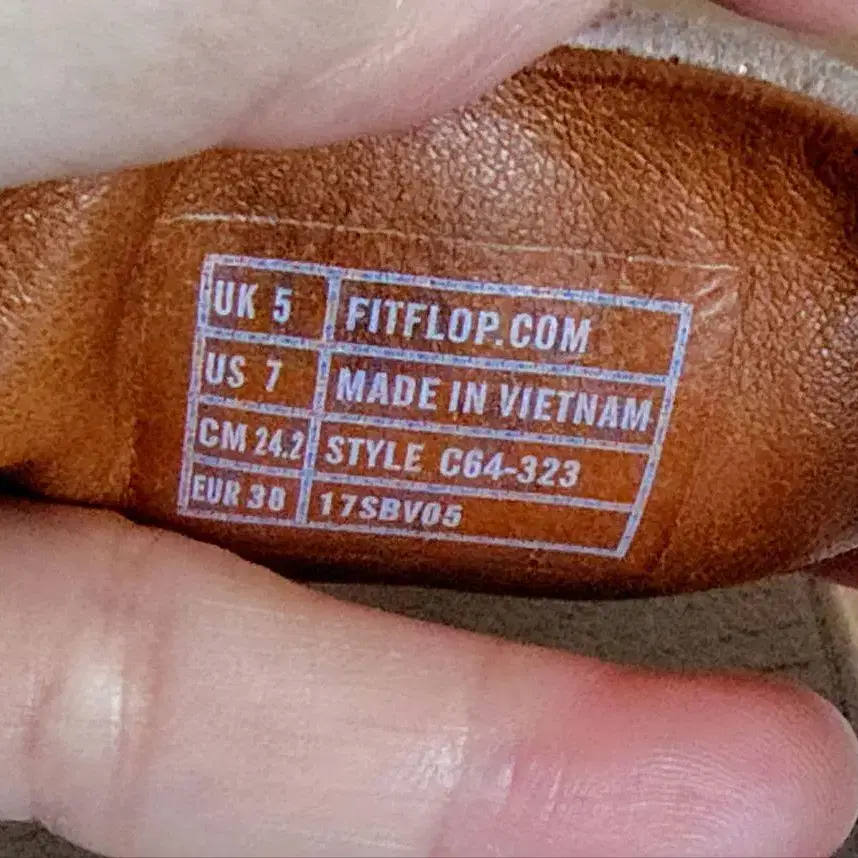 UK 5 FITFLOP.COM
US 7 MADE IN VIETNAM
CM 24.2 STYLE C64-323
EUR 38 17SBV05